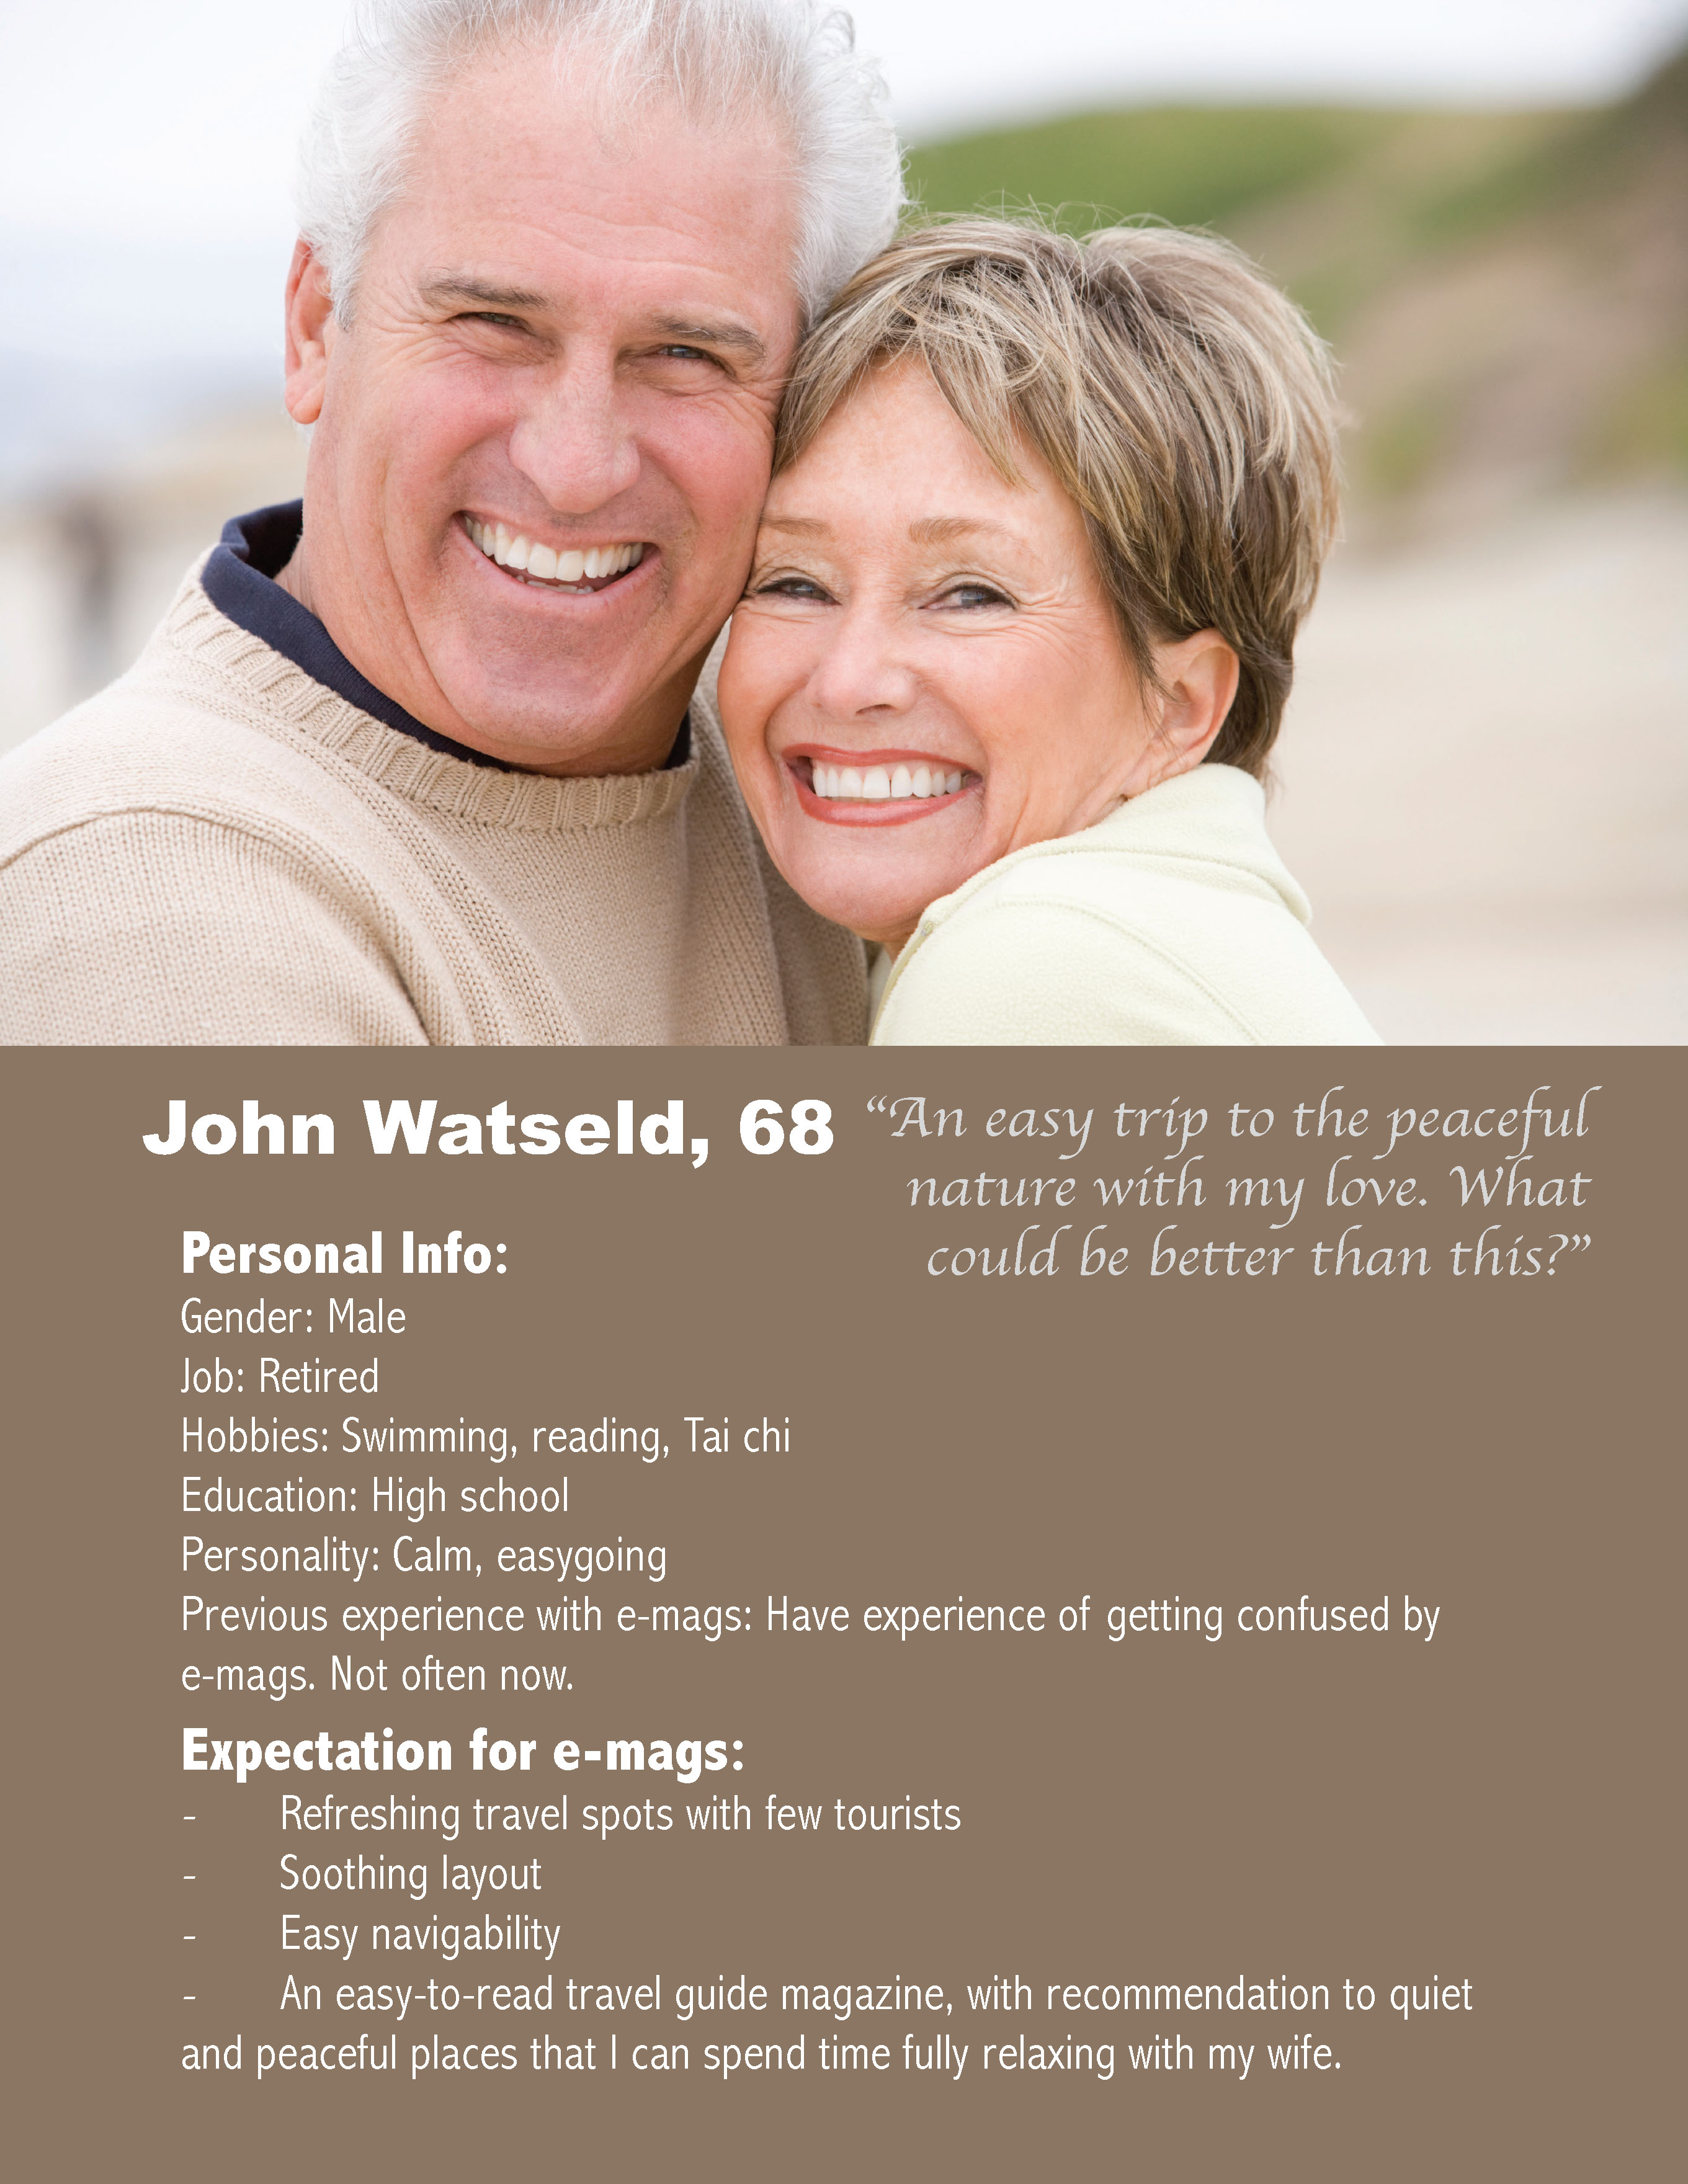 John Watseld, 68
“An easy trip to the peaceful
nature with my love. What
could be better than this?”
Personal Info:
Gender: Male
Job: Retired
Hobbies: Swimming, reading, Tai chi
Education: High school
Personality: Calm, easygoing
Previous experience with e-mags: Have experience of getting confused by
e-mags. Not often now.
Expectation for e-mags:
- Refreshing travel spots with few tourists
- Soothing layout
- Easy navigability
- An easy-to-read travel guide magazine, with recommendation to quiet
and peaceful places that I can spend time fully relaxing with my wife.